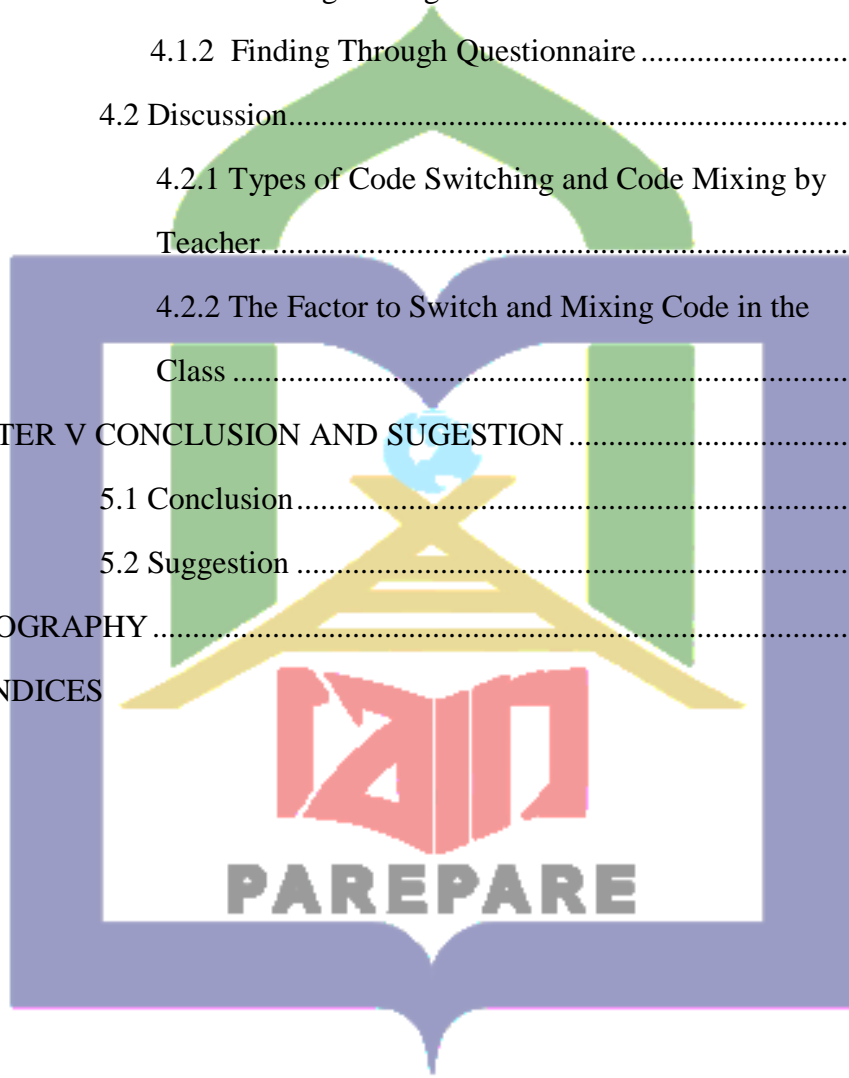 4.1.2 Finding Through Questionnaire ........................
4.2 Discussion........................................................................
4.2.1 Types of Code Switching and Code Mixing by
Teacher. ........................................................................
4.2.2 The Factor to Switch and Mixing Code in the
Class ........................................................................
TER V CONCLUSION AND SUGESTION ........................
5.1 Conclusion........................................................................
5.2 Suggestion ........................................................................
OGRAPHY ........................................................................
NDICES
iain
PAREPARE